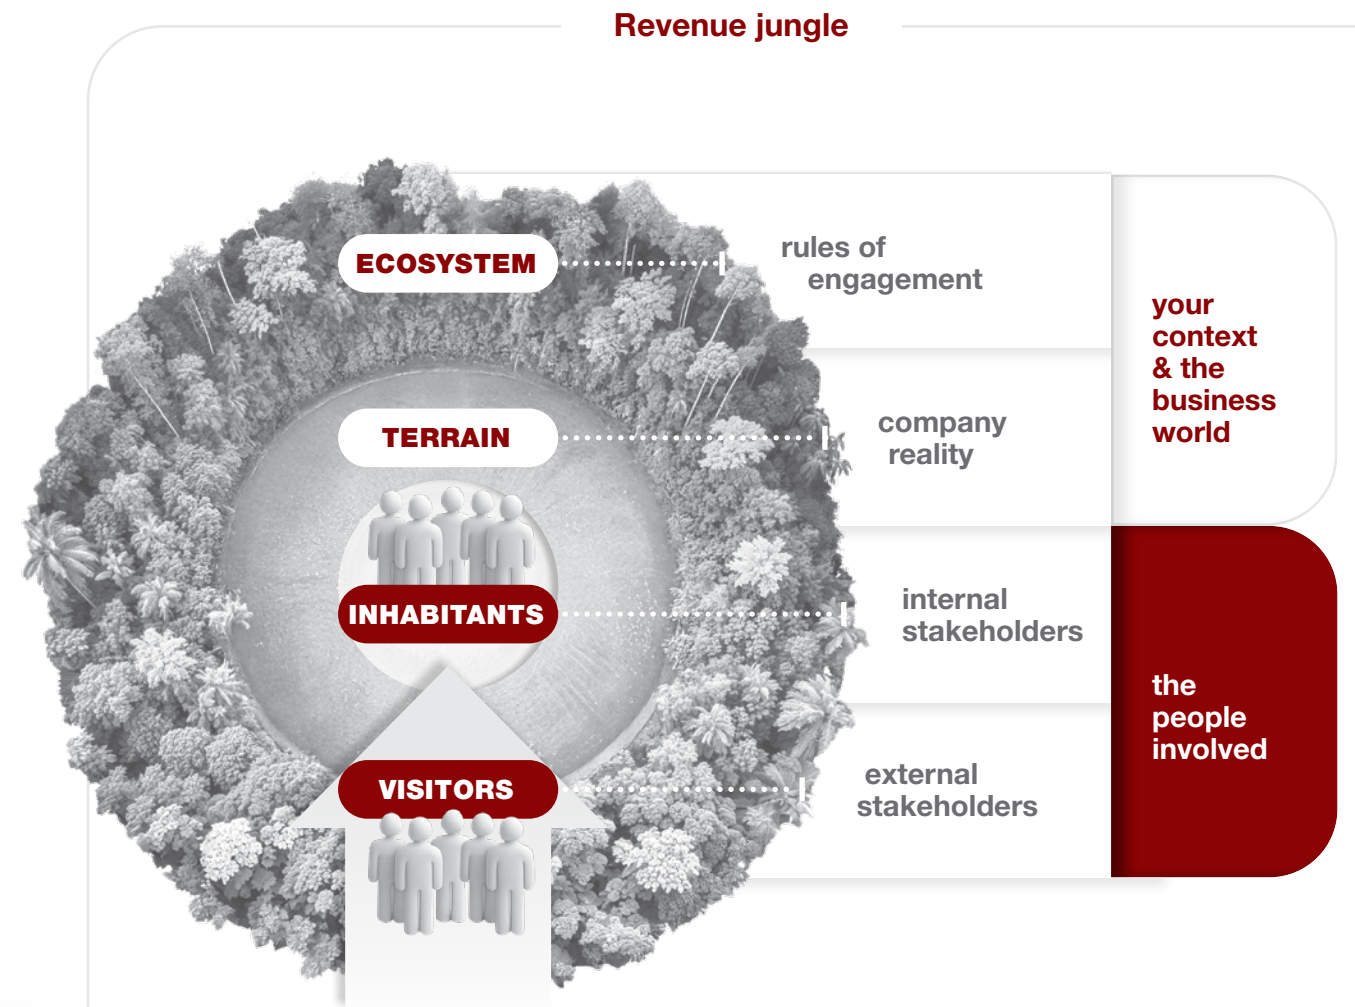 Revenue jungle
ECOSYSTEM
rules of
engagement
your
context
& the
business
world
TERRAIN
company
reality
INHABITANTS
internal
stakeholders
the
people
involved
VISITORS
external
stakeholders